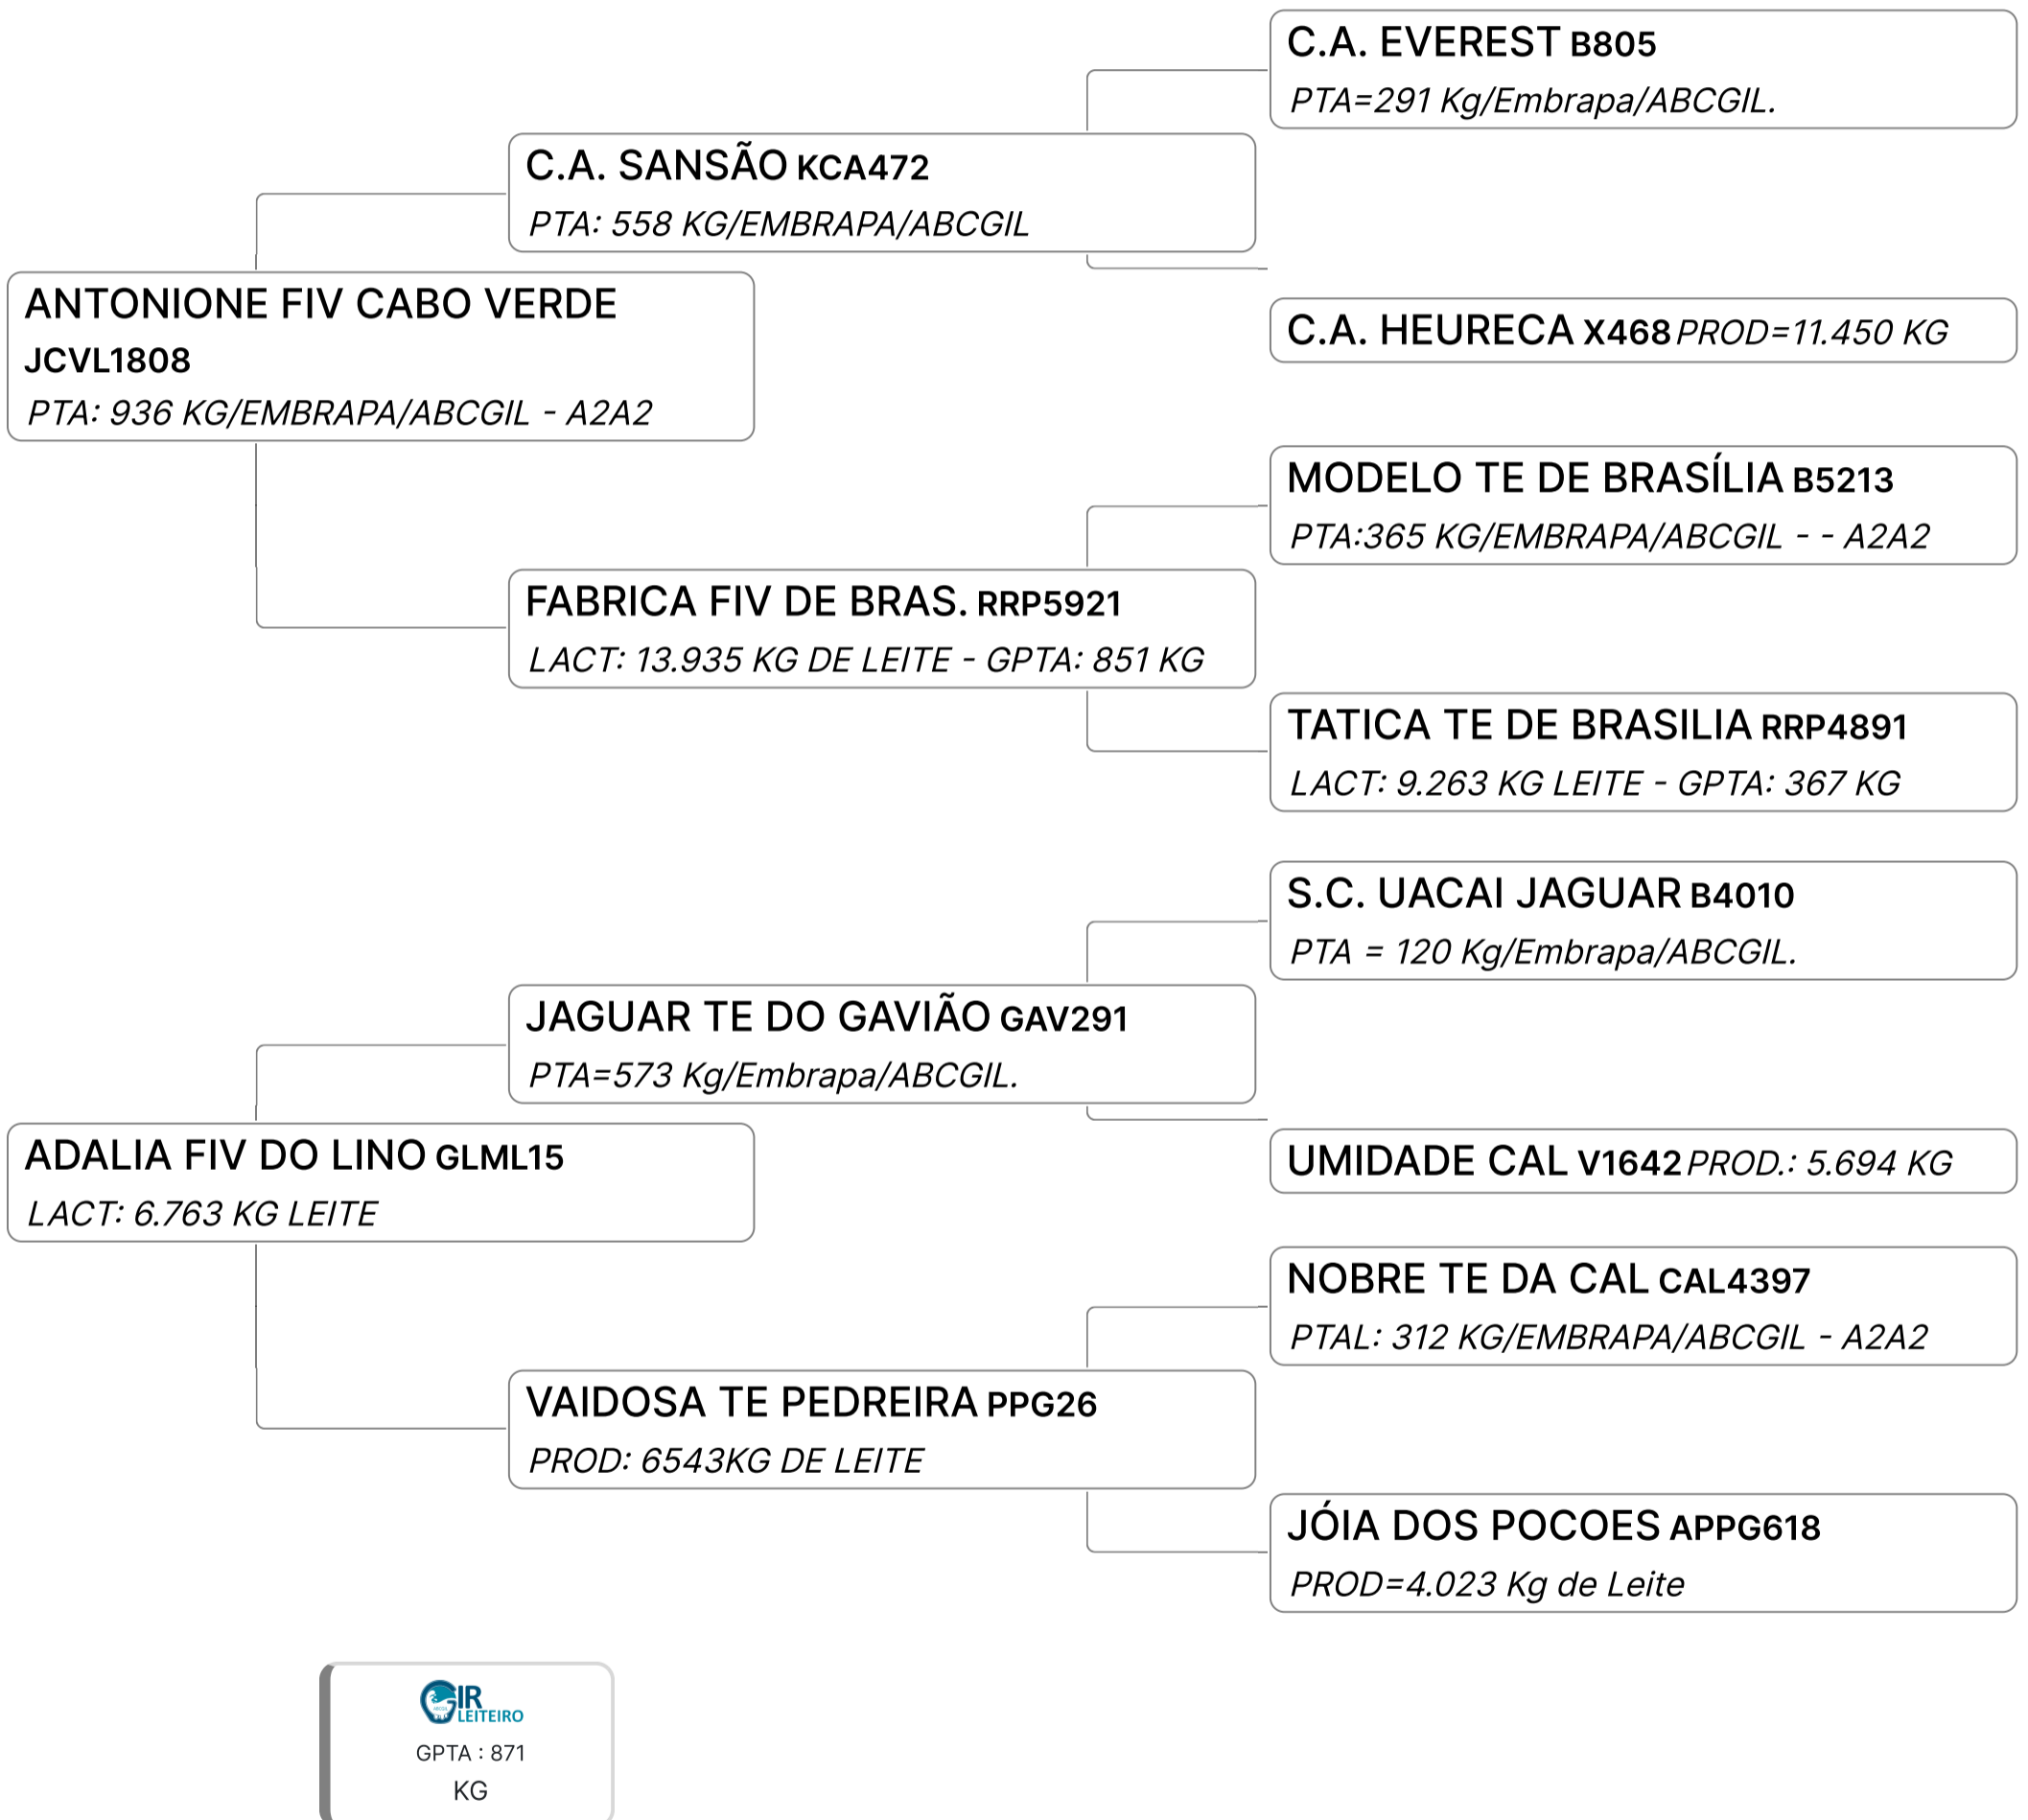 C.A. EVEREST B805
PTA=291 Kg/Embrapa/ABCGIL.
C.A. SANSÃO KCA472
PTA: 558 KG/EMBRAPA/ABCGIL
ANTONIONE FIV CABO VERDE
JCVL1808
PTA: 936 KG/EMBRAPA/ABCGIL - A2A2
C.A. HEURECA X468 PROD=11.450 KG
MODELO TE DE BRASÍLIA B5213
PTA:365 KG/EMBRAPA/ABCGIL - - A2A2
FABRICA FIV DE BRAS. RRP5921
LACT: 13.935 KG DE LEITE - GPTA: 851 KG
TATICA TE DE BRASILIA RRP4891
LACT: 9.263 KG LEITE - GPTA: 367 KG
S.C. UACAI JAGUAR B4010
PTA = 120 Kg/Embrapa/ABCGIL.
JAGUAR TE DO GAVIÃO GAV291
PTA=573 Kg/Embrapa/ABCGIL.
ADALIA FIV DO LINO GLML15
LACT: 6.763 KG LEITE
UMIDADE CAL V1642 PROD.: 5.694 KG
NOBRE TE DA CAL CAL4397
PTAL: 312 KG/EMBRAPA/ABCGIL - A2A2
VAIDOSA TE PEDREIRA PPG26
PROD: 6543KG DE LEITE
JÓIA DOS POCOES APPG618
PROD=4.023 Kg de Leite
GIR
LEITEIRO
GPTA : 871
KG